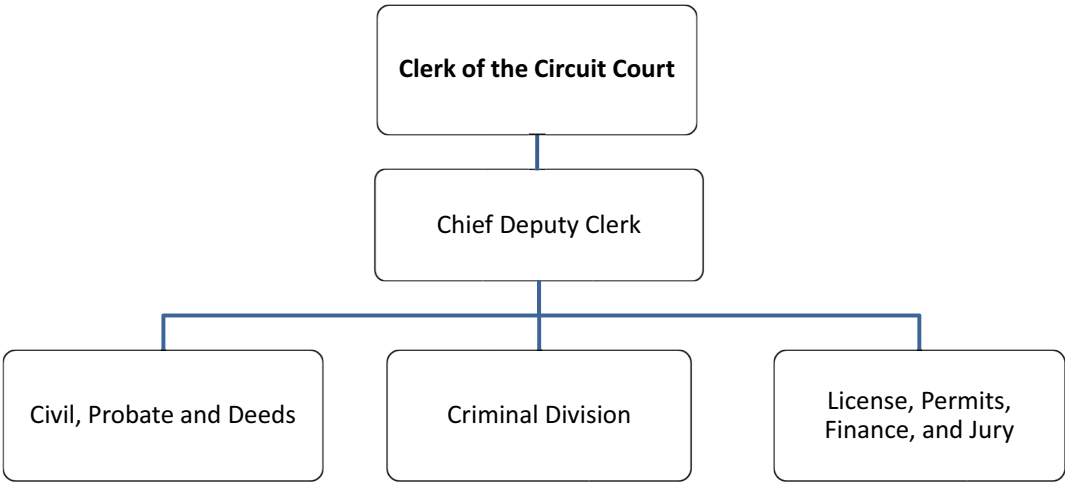 Clerk of the Circuit Court
Chief Deputy Clerk
Civil, Probate and Deeds
Criminal Division
License, Permits,
Finance, and Jury